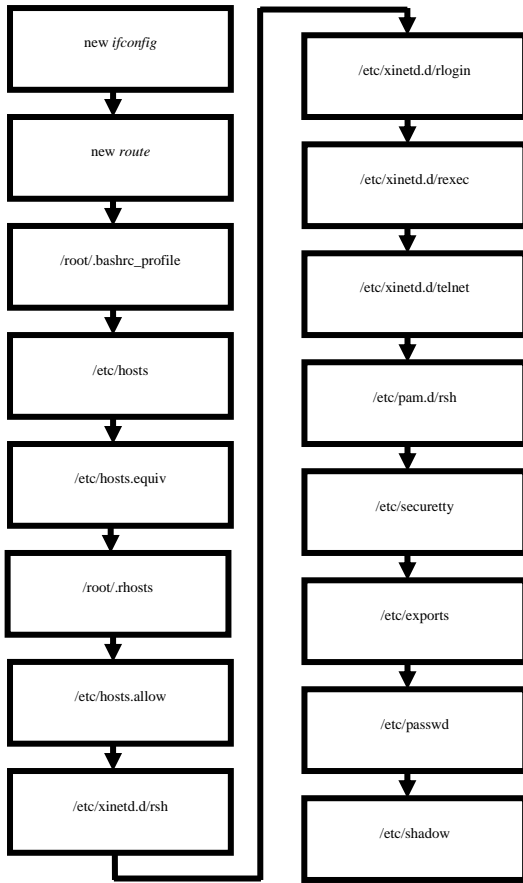 new ifconfig
new route
/root/.bashrc_profile
/etc/hosts
/etc/hosts.equiv
/root/.rhosts
/etc/hosts.allow
/etc/xinetd.d/rsh
/etc/xinetd.d/rlogin
/etc/xinetd.d/rexec
/etc/xinetd.d/telnet
/etc/pam.d/rsh
/etc/securetty
/etc/exports
/etc/passwd
/etc/shadow